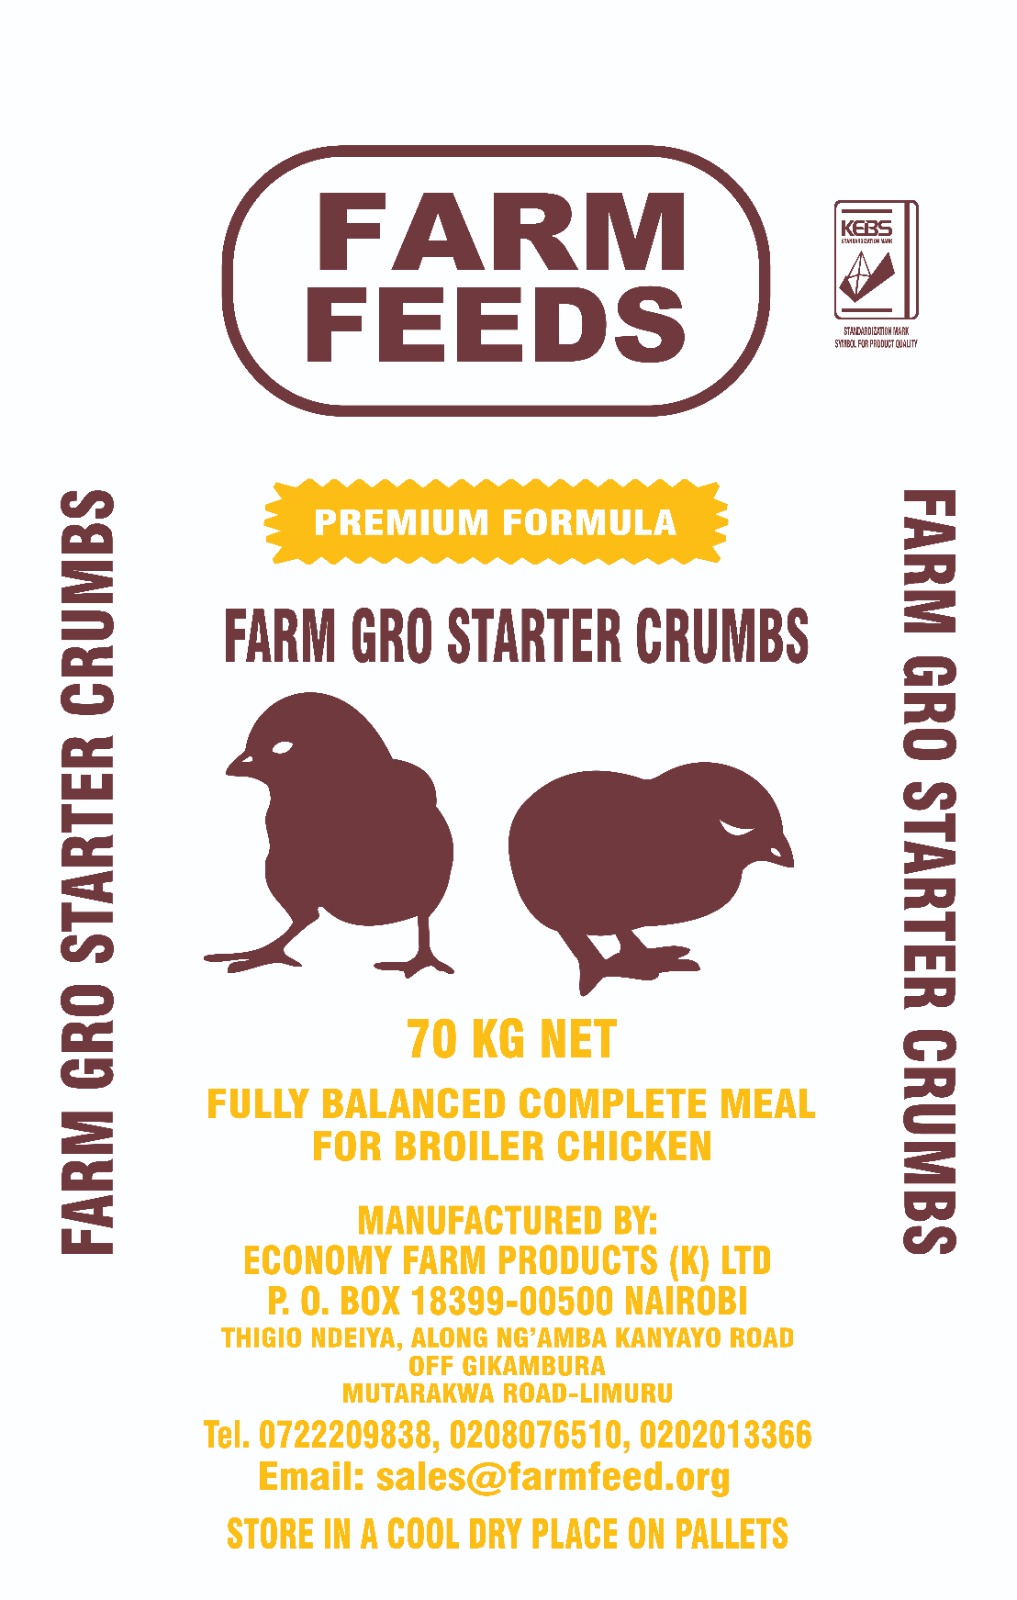 FARM
FEEDS
KEBS
STANDARDIZATION MARK
STANDARDIZATION MARK
SYMBOL FOR PRODUCT QUALITY
PREMIUM FORMULA
FARM GRO STARTER CRUMBS
FARM GRO STARTER CRUMBS
FARM GRO STARTER CRUMBS
70 KG NET
FULLY BALANCED COMPLETE MEAL
FOR BROILER CHICKEN
MANUFACTURED BY:
ECONOMY FARM PRODUCTS (K) LTD
P. O. BOX 18399-00500 NAIROBI
THIGIO NDEIYA, ALONG NG'AMBA KANYAYO ROAD
OFF GIKAMBURA
MUTARAKWA ROAD-LIMURU
Tel. 0722209838, 0208076510, 0202013366
Email: sales@farmfeed.org
STORE IN A COOL DRY PLACE ON PALLETS